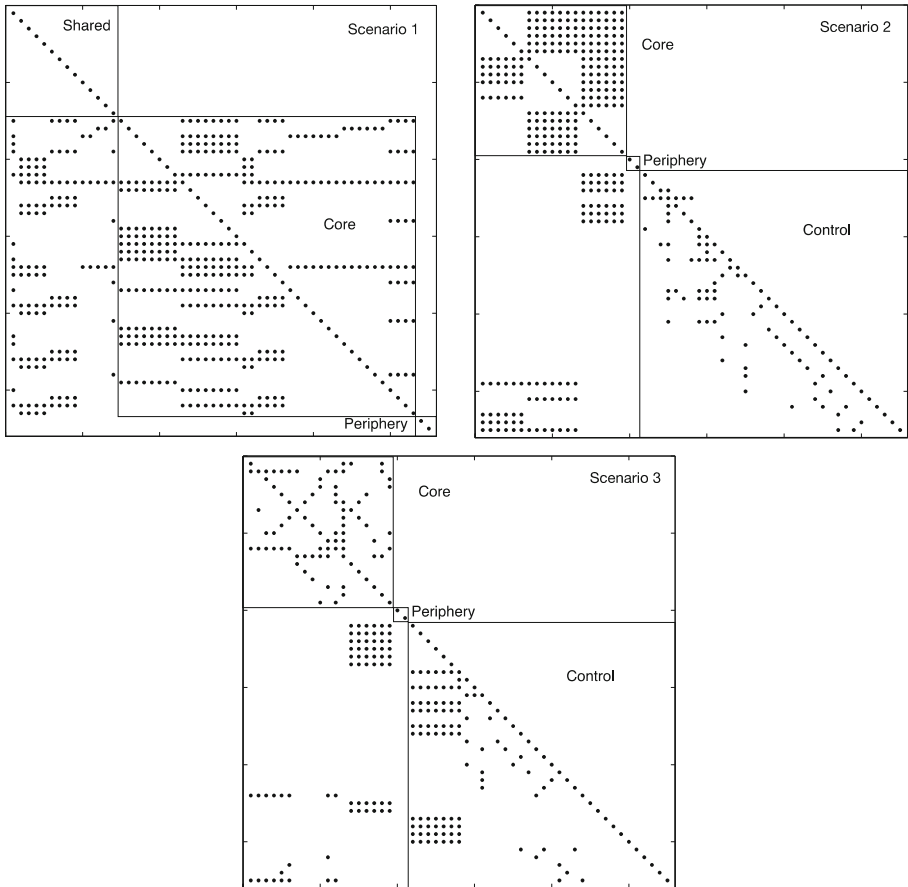 Shared
Scenario 1
Core
Periphery
Scenario 2
Core
Periphery
Control
Scenario 3
Core
Periphery
Control